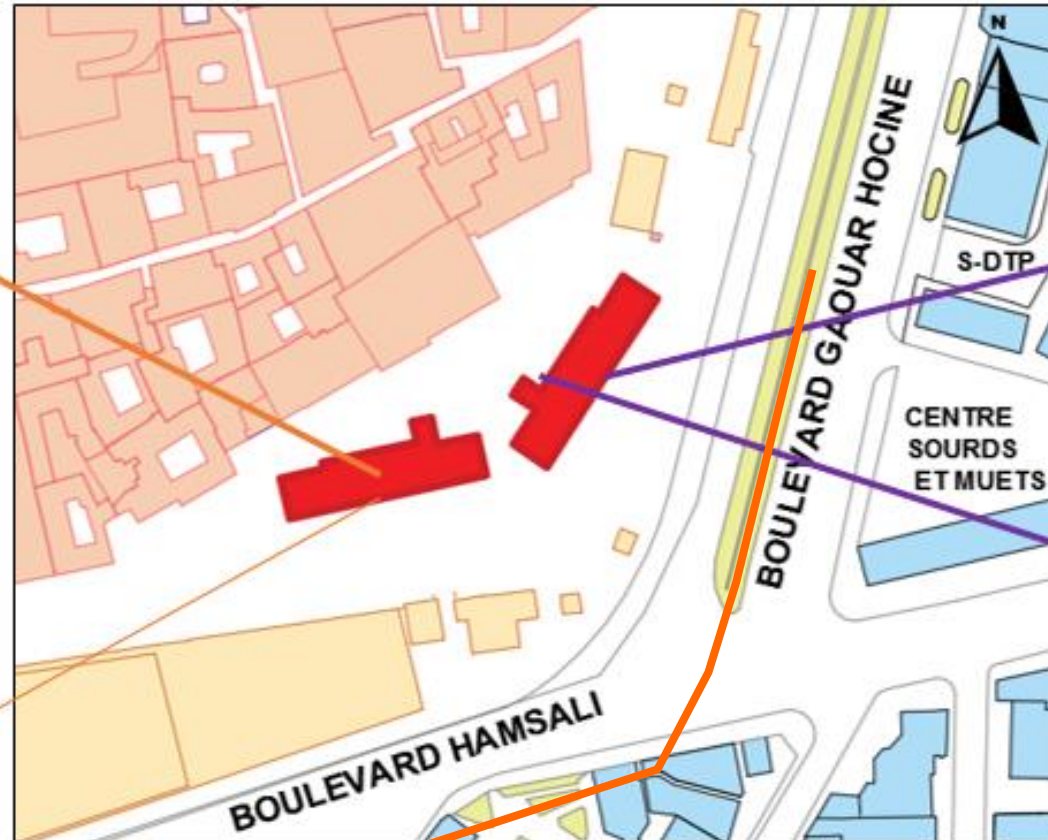 N
BOULEVARD GAOUAR HOCINE
S-DTP
CENTRE
SOURDS
ET MUETS
BOULEVARD HAMSALI